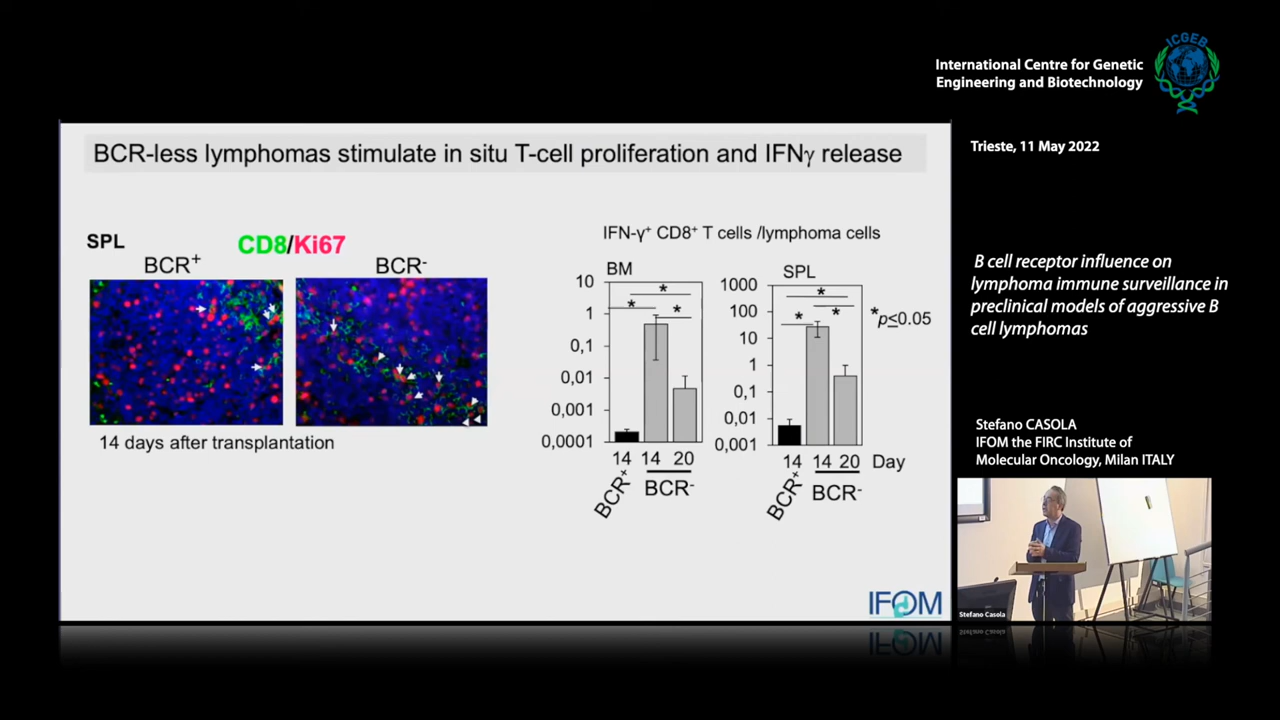 International Centre for Genetic
Engineering and Biotechnology
ICGEB
Trieste, 11 May 2022
BCR-less lymphomas stimulate in situ T-cell proliferation and IFNγ release
SPL
CD8/Ki67
BCR+
BCR-
14 days after transplantation
IFN-γ+ CD8+ T cells /lymphoma cells
BM
10
1
0,1
0,01
0,001
0,0001
* * *
14 14 20
BCR+
BCR-
SPL
1000
100
10
1
0,1
0,01
0,001
* * *
14 14 20 Day
BCR+
BCR-
*p≤0.05
IFOM
B cell receptor influence on
lymphoma immune surveillance in
preclinical models of aggressive B
cell lymphomas
Stefano CASOLA
IFOM the FIRC Institute of
Molecular Oncology, Milan ITALY
Stefano Casola